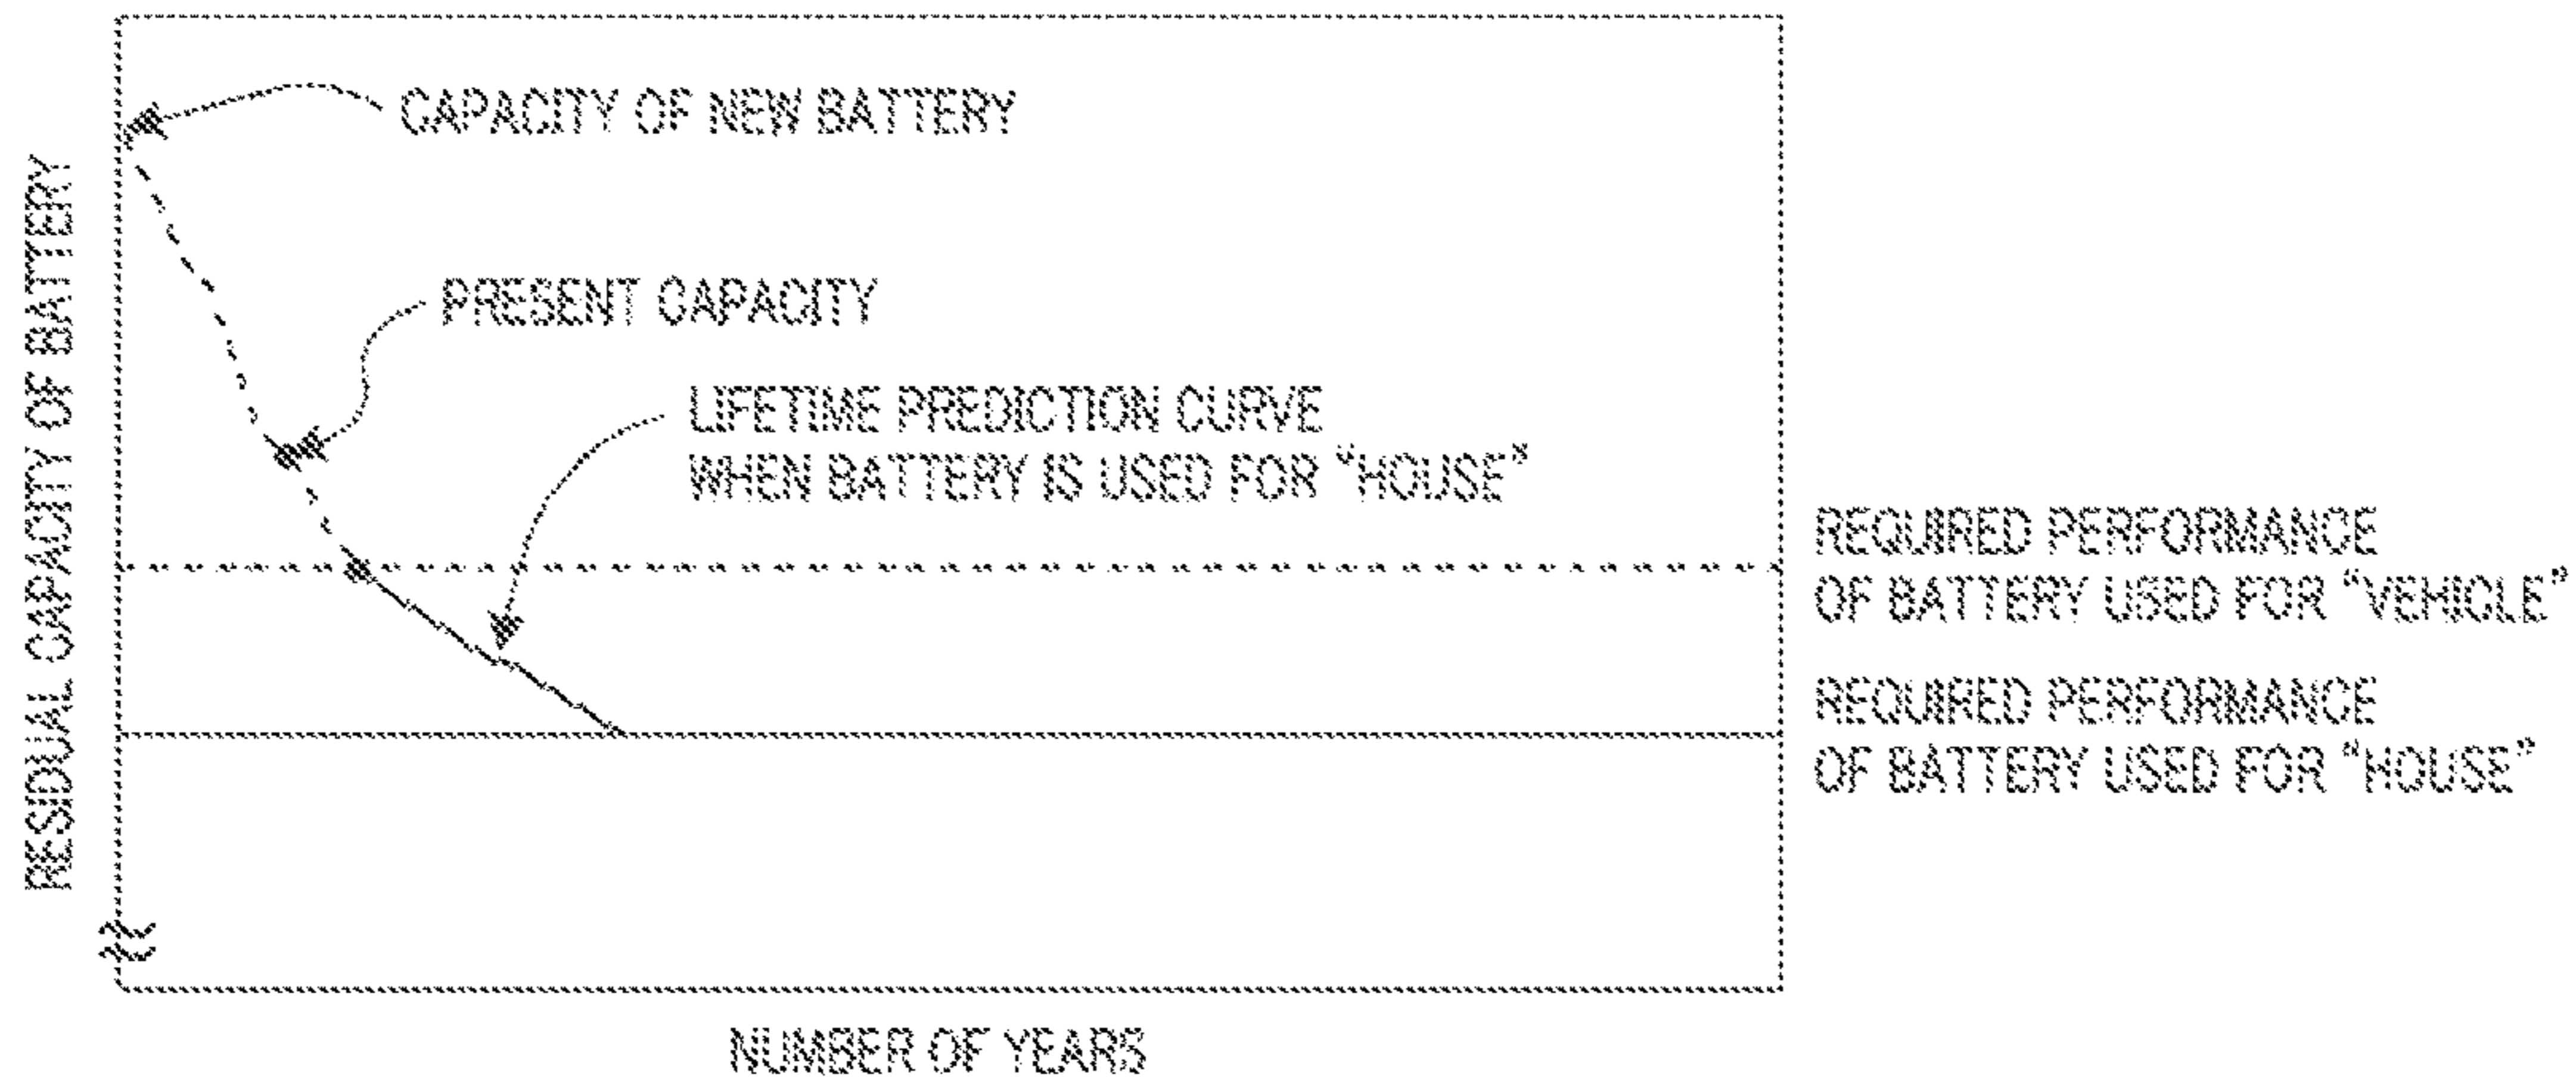 CAPACITY OF NEW BATTERY
PRESENT CAPACITY
LIFETIME PREDICTION CURVE
WHEN BATTERY IS USED FOR "HOUSE"
REQUIRED PERFORMANCE
OF BATTERY USED FOR "VEHICLE"
REQUIRED PERFORMANCE
OF BATTERY USED FOR "HOUSE"
RESIDUAL CAPACITY OF BATTERY
NUMBER OF YEARS